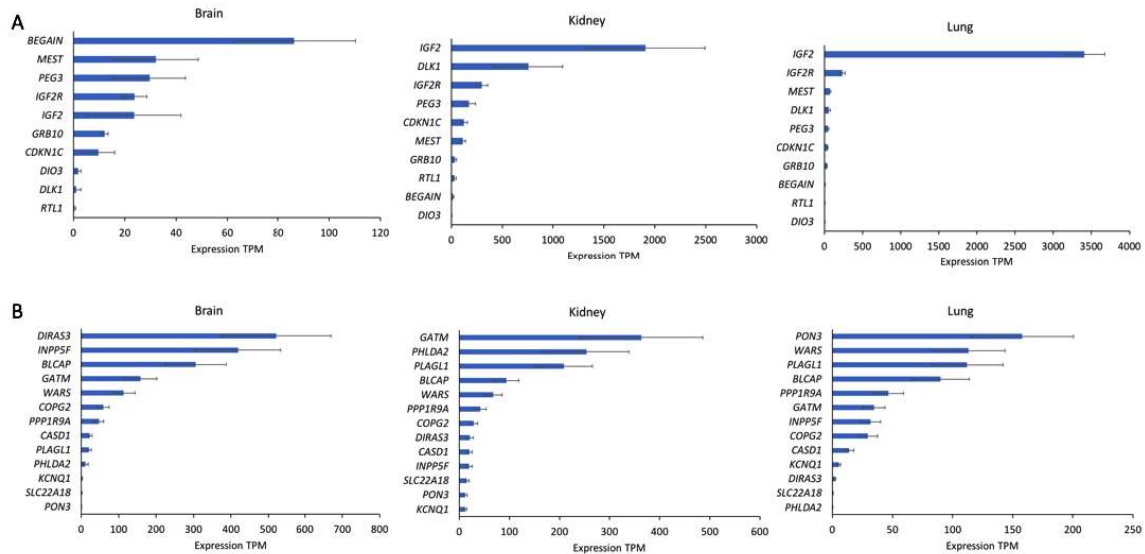 A
Brain
BEGAIN
MEST
PEG3
IGF2R
IGF2
GRB10
CDKN1C
DIO3
DLK1
RTL1
0 20 40 60 80 100 120
Expression TPM
Kidney
IGF2
DLK1
IGF2R
PEG3
CDKN1C
MEST
GRB10
RTL1
BEGAIN
DIO3
0 500 1000 1500 2000 2500 3000
Expression TPM
Lung
IGF2
IGF2R
MEST
DLK1
PEG3
CDKN1C
GRB10
BEGAIN
RTL1
DIO3
0 500 1000 1500 2000 2500 3000 3500 4000
Expression TPM
B
Brain
DIRAS3
INPP5F
BLCAP
GATM
WARS
COPG2
PPP1R9A
CASD1
PLAGL1
PHLDA2
KCNQ1
SLC22A18
PON3
0 100 200 300 400 500 600 700 800
Expression TPM
Kidney
GATM
PHLDA2
PLAGL1
BLCAP
WARS
PPP1R9A
COPG2
DIRAS3
CASD1
INPP5F
SLC22A18
PON3
KCNQ1
0 100 200 300 400 500 600
Expression TPM
Lung
PON3
WARS
PLAGL1
BLCAP
PPP1R9A
GATM
INPP5F
COPG2
CASD1
KCNQ1
DIRAS3
SLC22A18
PHLDA2
0 50 100 150 200 250
Expression TPM